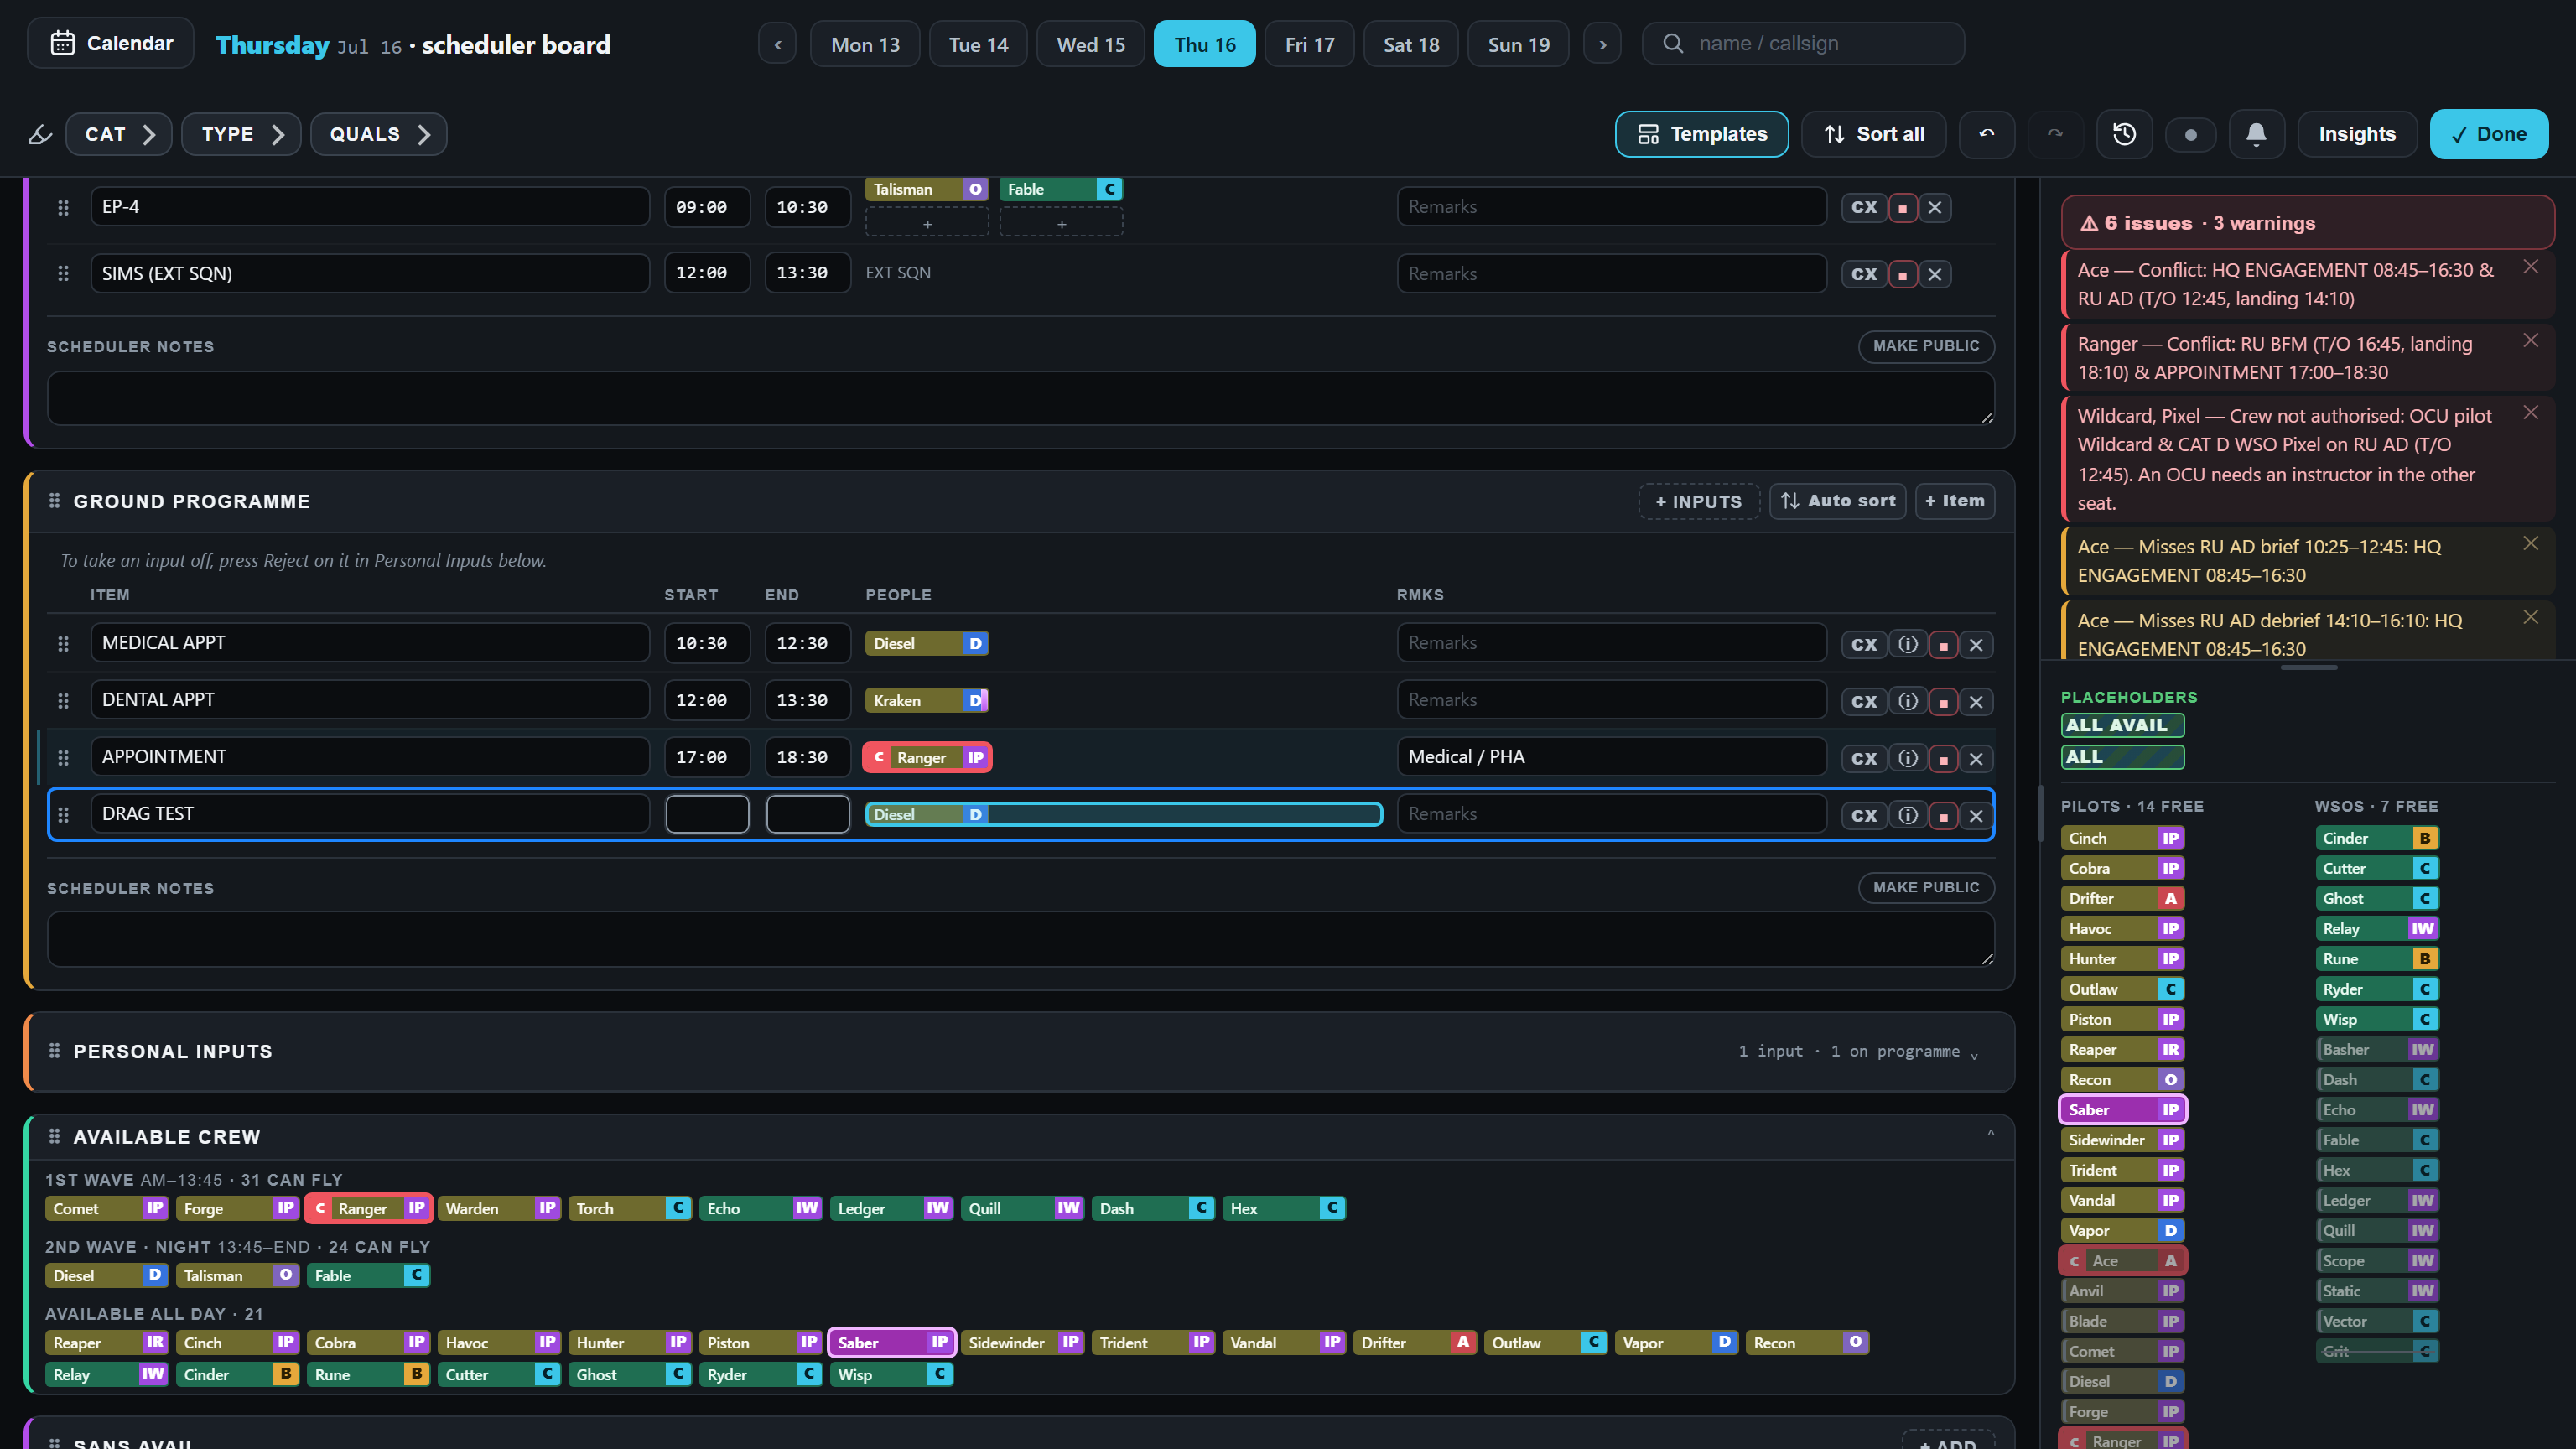 Calendar
Thursday Jul 16 · scheduler board
‹ Mon 13 Tue 14 Wed 15 Thu 16 Fri 17 Sat 18 Sun 19 ›
name / callsign
CAT TYPE QUALS
Templates Sort all Insights ✓ Done
EP-4 09:00 10:30 Talisman O Fable C Remarks CX
+ +
SIMS (EXT SQN) 12:00 13:30 EXT SQN Remarks CX
SCHEDULER NOTES MAKE PUBLIC
GROUND PROGRAMME + INPUTS Auto sort + Item
To take an input off, press Reject on it in Personal Inputs below.
ITEM START END PEOPLE RMKS
MEDICAL APPT 10:30 12:30 Diesel D Remarks CX
DENTAL APPT 12:00 13:30 Kraken D Remarks CX
APPOINTMENT 17:00 18:30 C Ranger IP Medical / PHA CX
DRAG TEST Diesel D Remarks CX
SCHEDULER NOTES MAKE PUBLIC
PERSONAL INPUTS 1 input · 1 on programme
AVAILABLE CREW
1ST WAVE AM–13:45 · 31 CAN FLY
Comet IP Forge IP C Ranger IP Warden IP Torch C Echo IW Ledger IW Quill IW Dash C Hex C
2ND WAVE · NIGHT 13:45–END · 24 CAN FLY
Diesel D Talisman O Fable C
AVAILABLE ALL DAY · 21
Reaper IR Cinch IP Cobra IP Havoc IP Hunter IP Piston IP Saber IP Sidewinder IP Trident IP Vandal IP Drifter A Outlaw C Vapor D Recon O
Relay IW Cinder B Rune B Cutter C Ghost C Ryder C Wisp C
SANS AVAIL + ADD
⚠ 6 issues · 3 warnings
Ace — Conflict: HQ ENGAGEMENT 08:45–16:30 &
RU AD (T/O 12:45, landing 14:10)
Ranger — Conflict: RU BFM (T/O 16:45, landing
18:10) & APPOINTMENT 17:00–18:30
Wildcard, Pixel — Crew not authorised: OCU pilot
Wildcard & CAT D WSO Pixel on RU AD (T/O
12:45). An OCU needs an instructor in the other
seat.
Ace — Misses RU AD brief 10:25–12:45: HQ
ENGAGEMENT 08:45–16:30
Ace — Misses RU AD debrief 14:10–16:10: HQ
ENGAGEMENT 08:45–16:30
PLACEHOLDERS
ALL AVAIL
ALL
PILOTS · 14 FREE
Cinch IP
Cobra IP
Drifter A
Havoc IP
Hunter IP
Outlaw C
Piston IP
Reaper IR
Recon O
Saber IP
Sidewinder IP
Trident IP
Vandal IP
Vapor D
C Ace A
Anvil IP
Blade IP
Comet IP
Diesel D
Forge IP
C Ranger IP
WSOS · 7 FREE
Cinder B
Cutter C
Ghost C
Relay IW
Rune B
Ryder C
Wisp C
Basher IW
Dash C
Echo IW
Fable C
Hex C
Ledger IW
Quill IW
Scope IW
Static IW
Vector C
Grit C